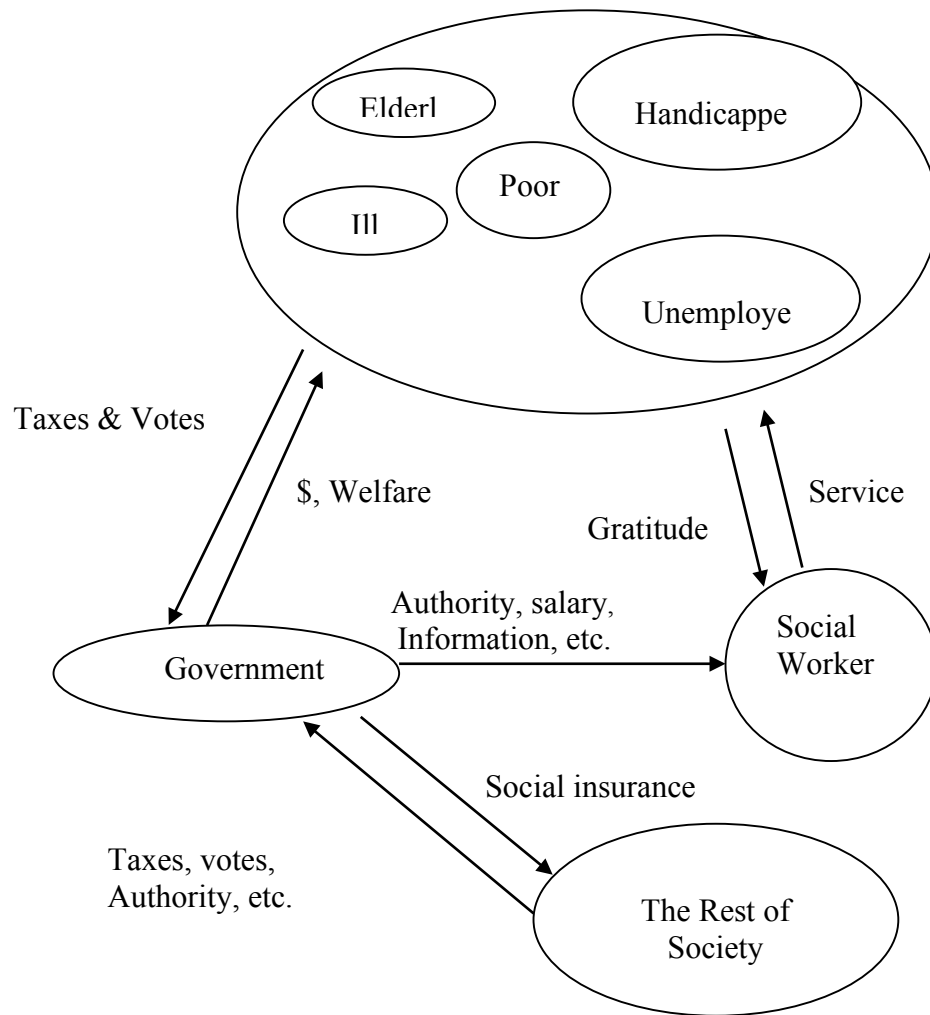 Elderl
Handicappe
Poor
Ill
Unemploye
Taxes & Votes
$, Welfare
Service
Gratitude
Authority, salary,
Information, etc.
Social
Worker
Government
Social insurance
Taxes, votes,
Authority, etc.
The Rest of
Society